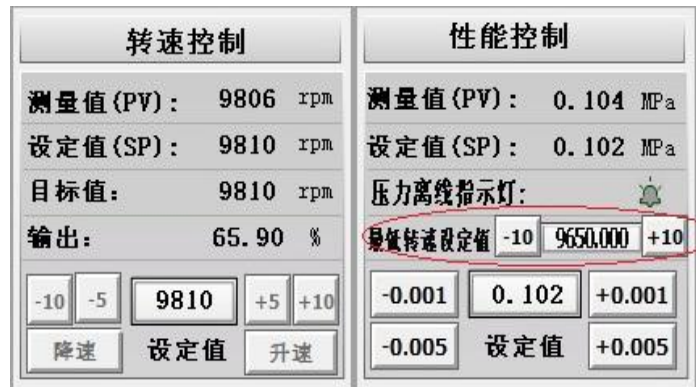 转速控制
测量值(PV): 9806 rpm
设定值(SP): 9810 rpm
目标值: 9810 rpm
输出: 65.90 %
-10 -5 9810 +5 +10
降速 设定值 升速
性能控制
测量值(PV): 0.104 MPa
设定值(SP): 0.102 MPa
压力离线指示灯:
最低转速设定值 -10 9650.000 +10
-0.001 0.102 +0.001
-0.005 设定值 +0.005